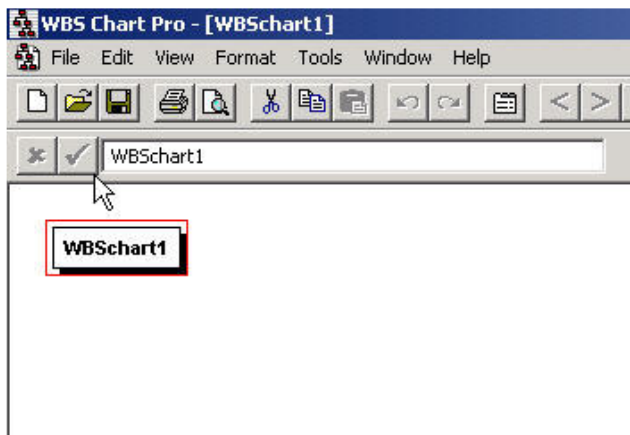 WBS Chart Pro - [WBSchart1]
File Edit View Format Tools Window Help
< >
WBSchart1
WBSchart1